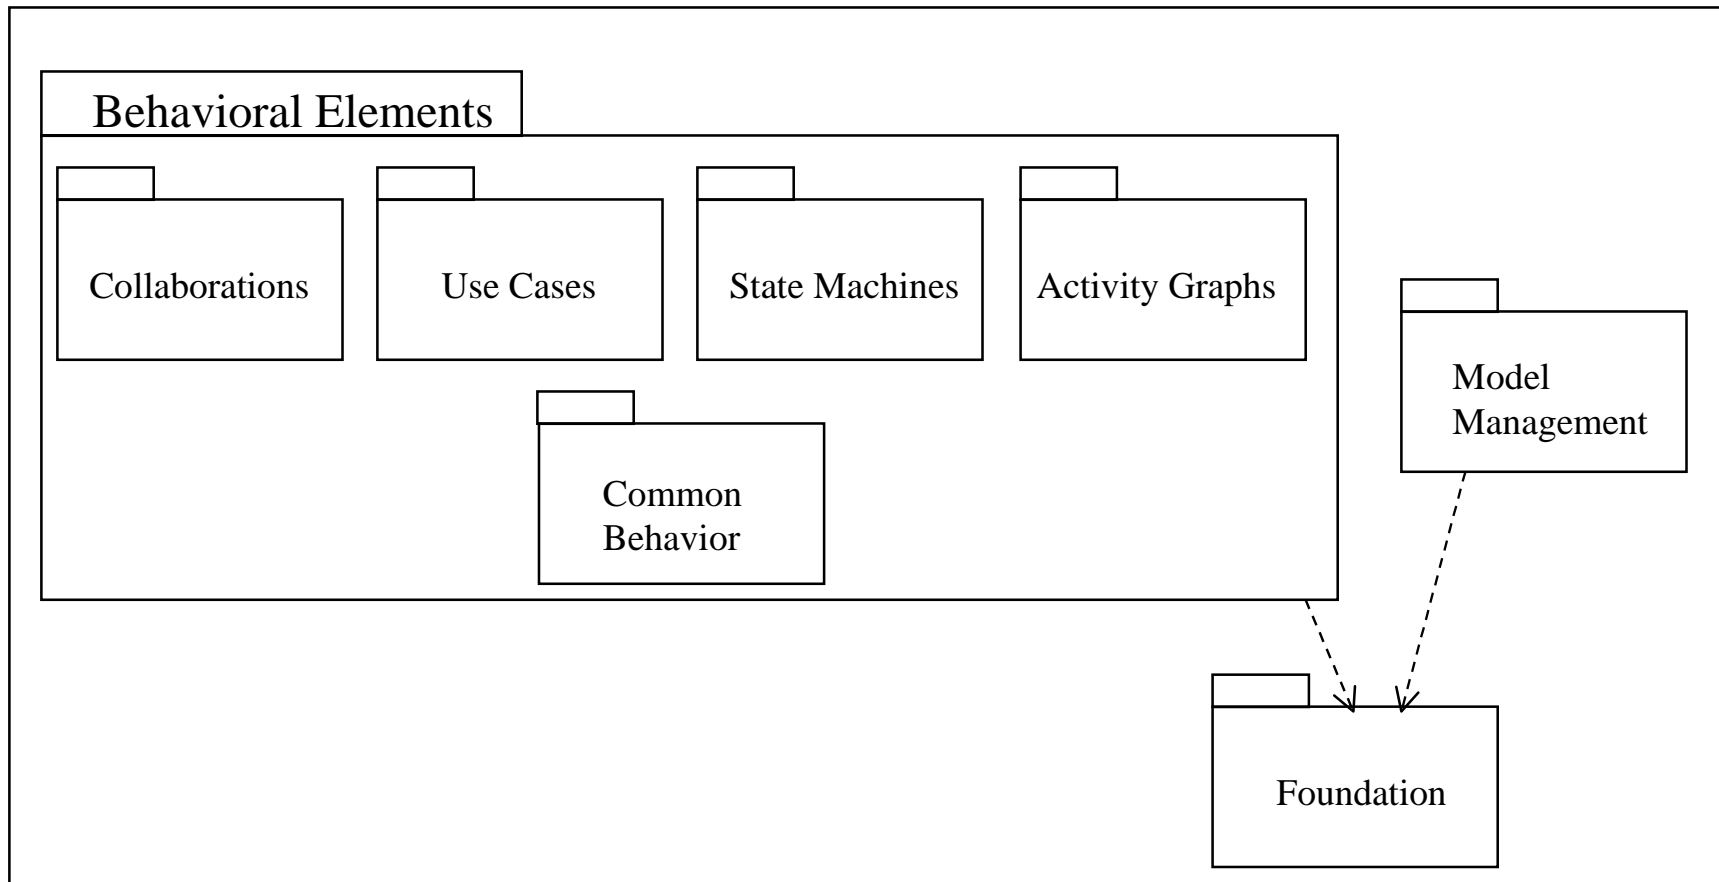 Behavioral Elements
Collaborations
Use Cases
State Machines
Activity Graphs
Model
Management
Common
Behavior
Foundation